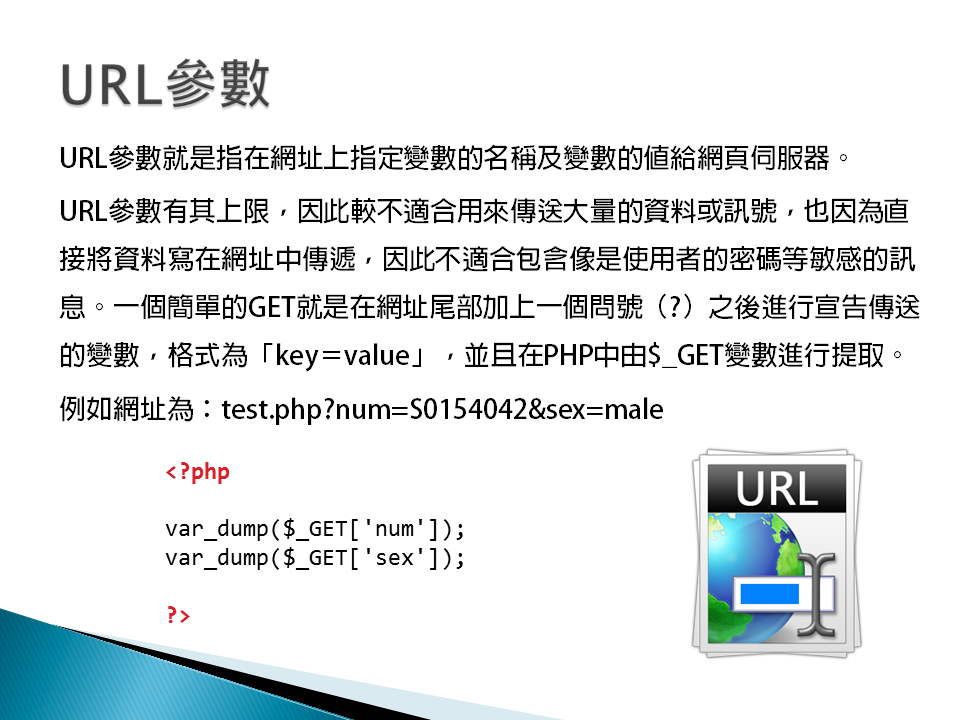 URL參數
URL參數就是指在網址上指定變數的名稱及變數的值給網頁伺服器。
URL參數有其上限，因此較不適合用來傳送大量的資料或訊號，也因為直
接將資料寫在網址中傳遞，因此不適合包含像是使用者的密碼等敏感的訊
息。一個簡單的GET就是在網址尾部加上一個問號（?）之後進行宣告傳送
的變數，格式為「key＝value」，並且在PHP中由$_GET變數進行提取。
例如網址為：test.php?num=S0154042&sex=male
<?php
var_dump($_GET['num']);
var_dump($_GET['sex']);
?>
URL